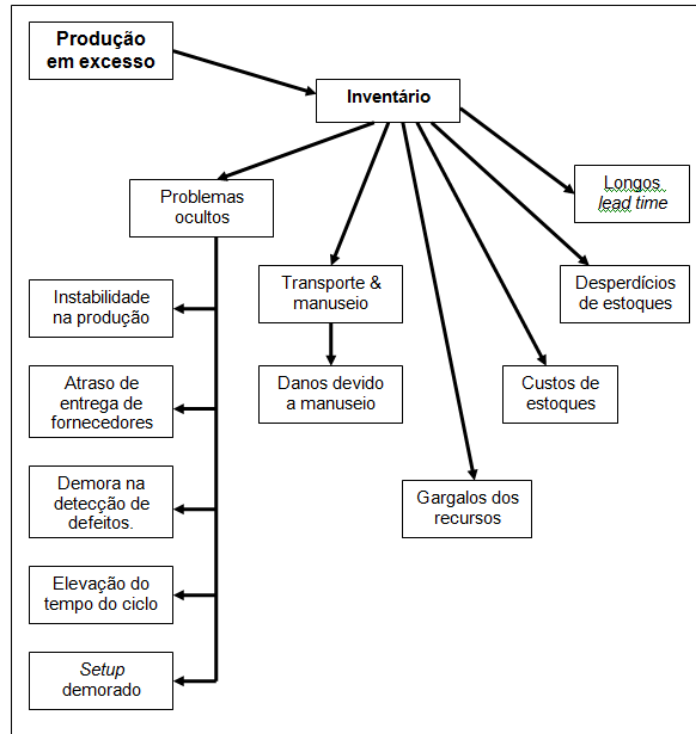 Produção
em excesso
Inventário
Problemas
ocultos
Longos
lead time
Transporte &
manuseio
Desperdícios
de estoques
Instabilidade
na produção
Danos devido
a manuseio
Custos de
estoques
Atraso de
entrega de
fornecedores
Demora na
detecção de
defeitos.
Gargalos dos
recursos
Elevação do
tempo do ciclo
Setup
demorado